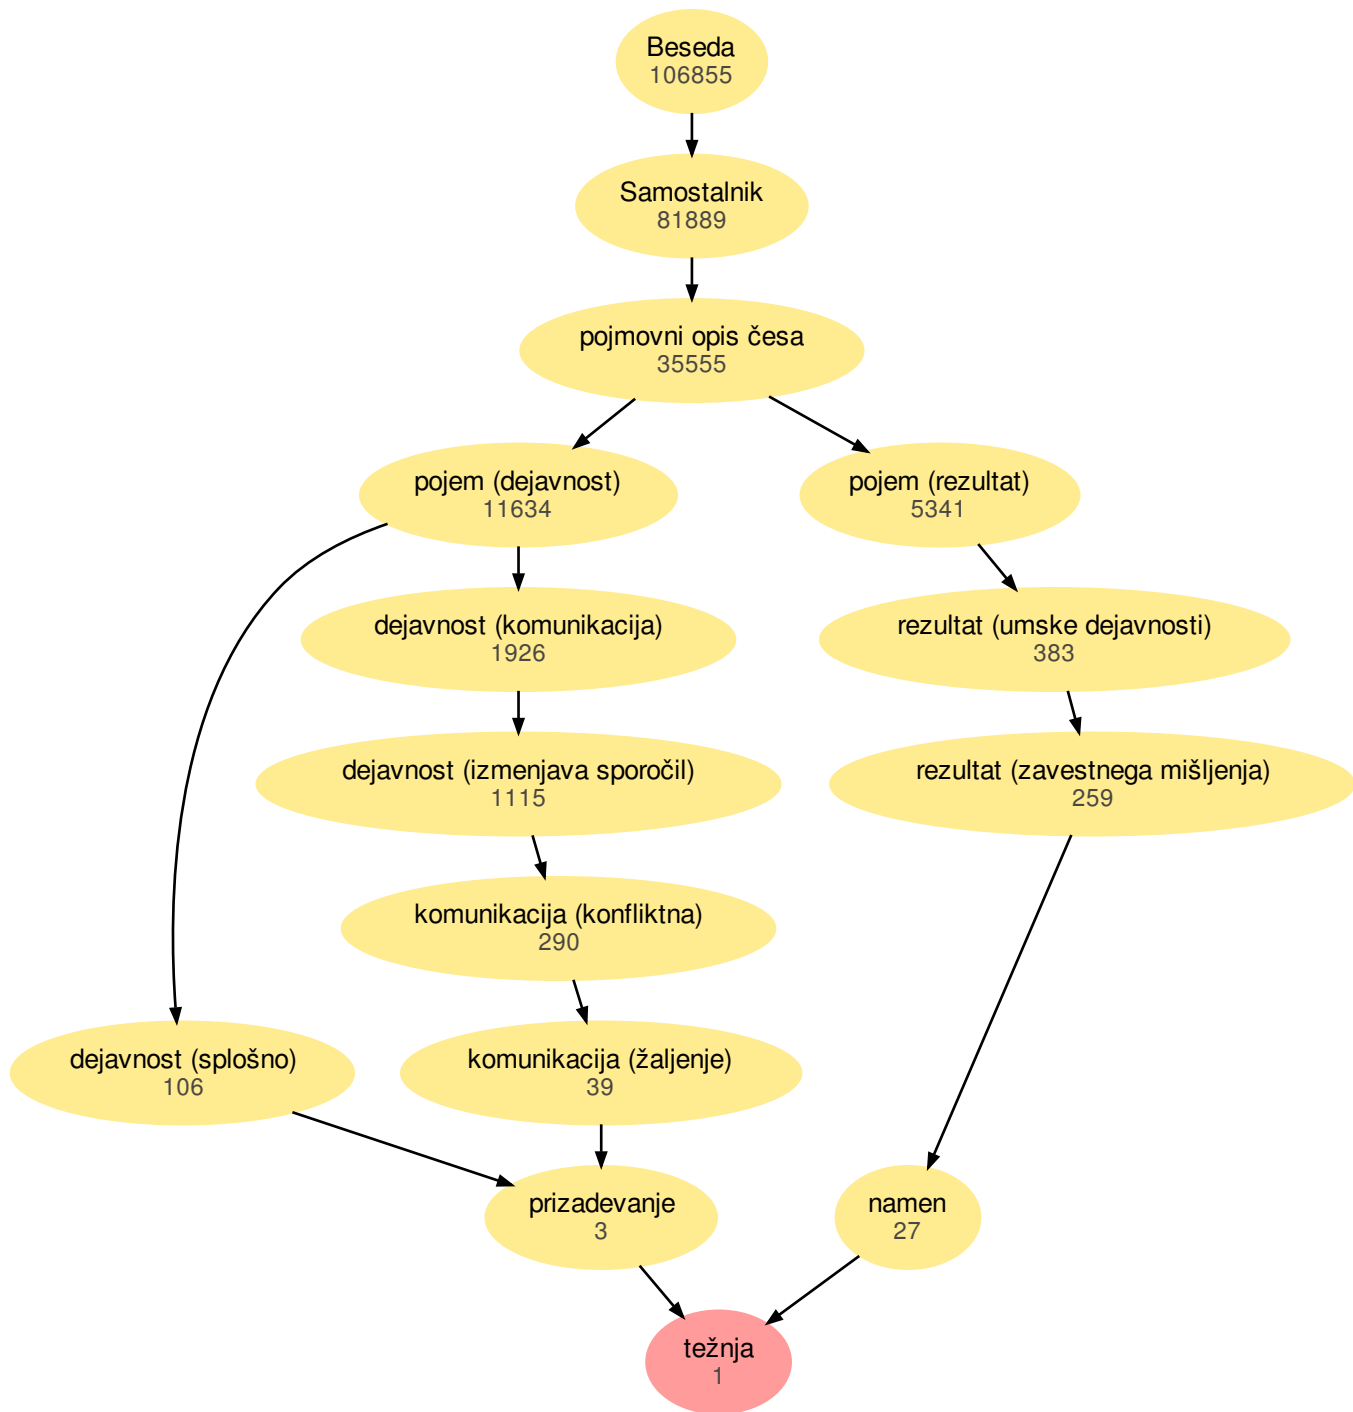 Beseda
106855
Samostalnik
81889
pojmovni opis česa
35555
pojem (dejavnost)
11634
pojem (rezultat)
5341
dejavnost (komunikacija)
1926
rezultat (umske dejavnosti)
383
dejavnost (izmenjava sporočil)
1115
rezultat (zavestnega mišljenja)
259
komunikacija (konfliktna)
290
dejavnost (splošno)
106
komunikacija (žaljenje)
39
prizadevanje
3
namen
27
težnja
1